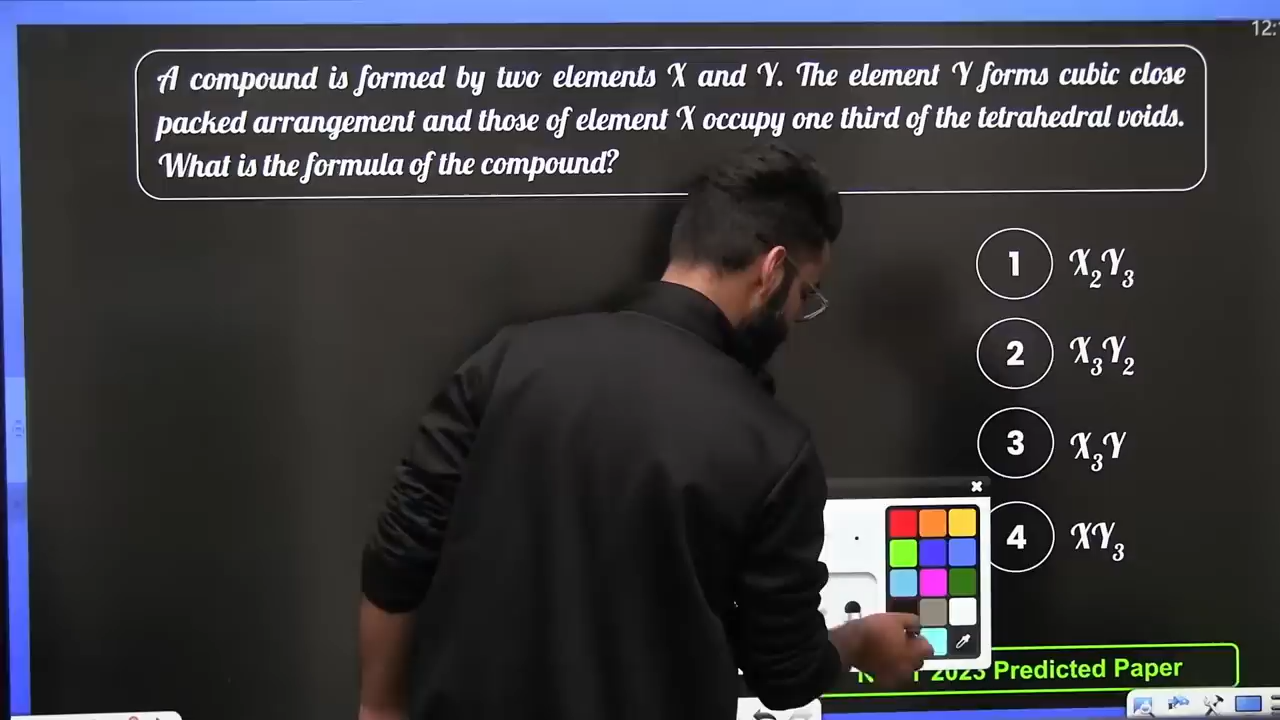 12:
A compound is formed by two elements X and Y. The element Y forms cubic close
packed arrangement and those of element X occupy one third of the tetrahedral voids.
What is the formula of the compound?
1 X₂Y₃
2 X₃Y₂
3 X₃Y
4 XY₃
2023 Predicted Paper